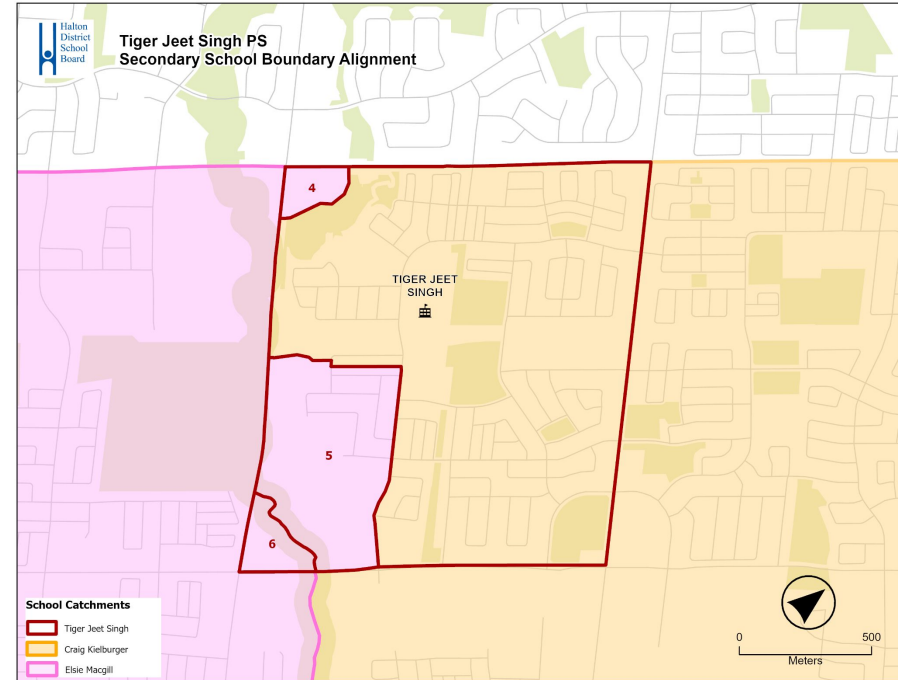 Halton
District
School
Board
Tiger Jeet Singh PS
Secondary School Boundary Alignment
4
TIGER JEET
SINGH
5
6
School Catchments
Tiger Jeet Singh
Craig Kielburger
Elsie Macgill
0 500
Meters